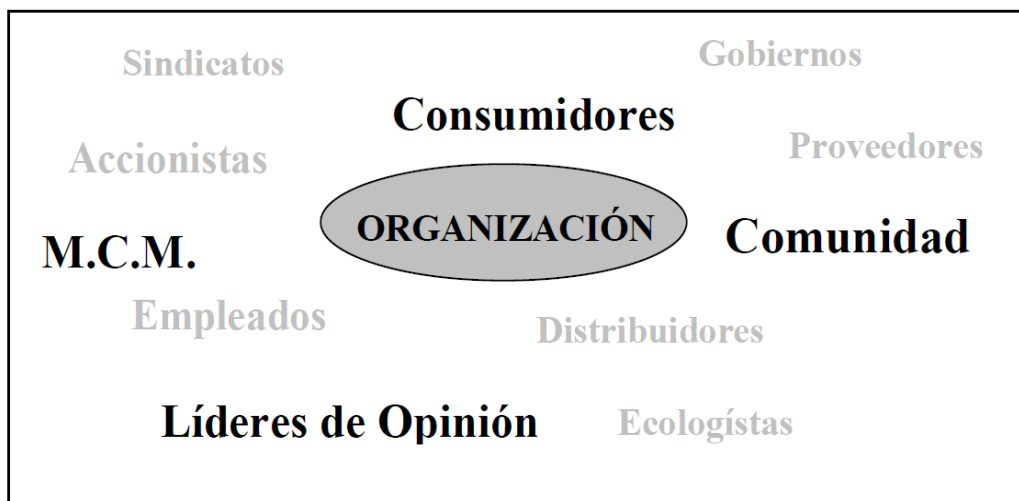 Sindicatos
Gobiernos
Consumidores
Accionistas
Proveedores
ORGANIZACIÓN
M.C.M.
Comunidad
Empleados
Distribuidores
Líderes de Opinión
Ecologístas